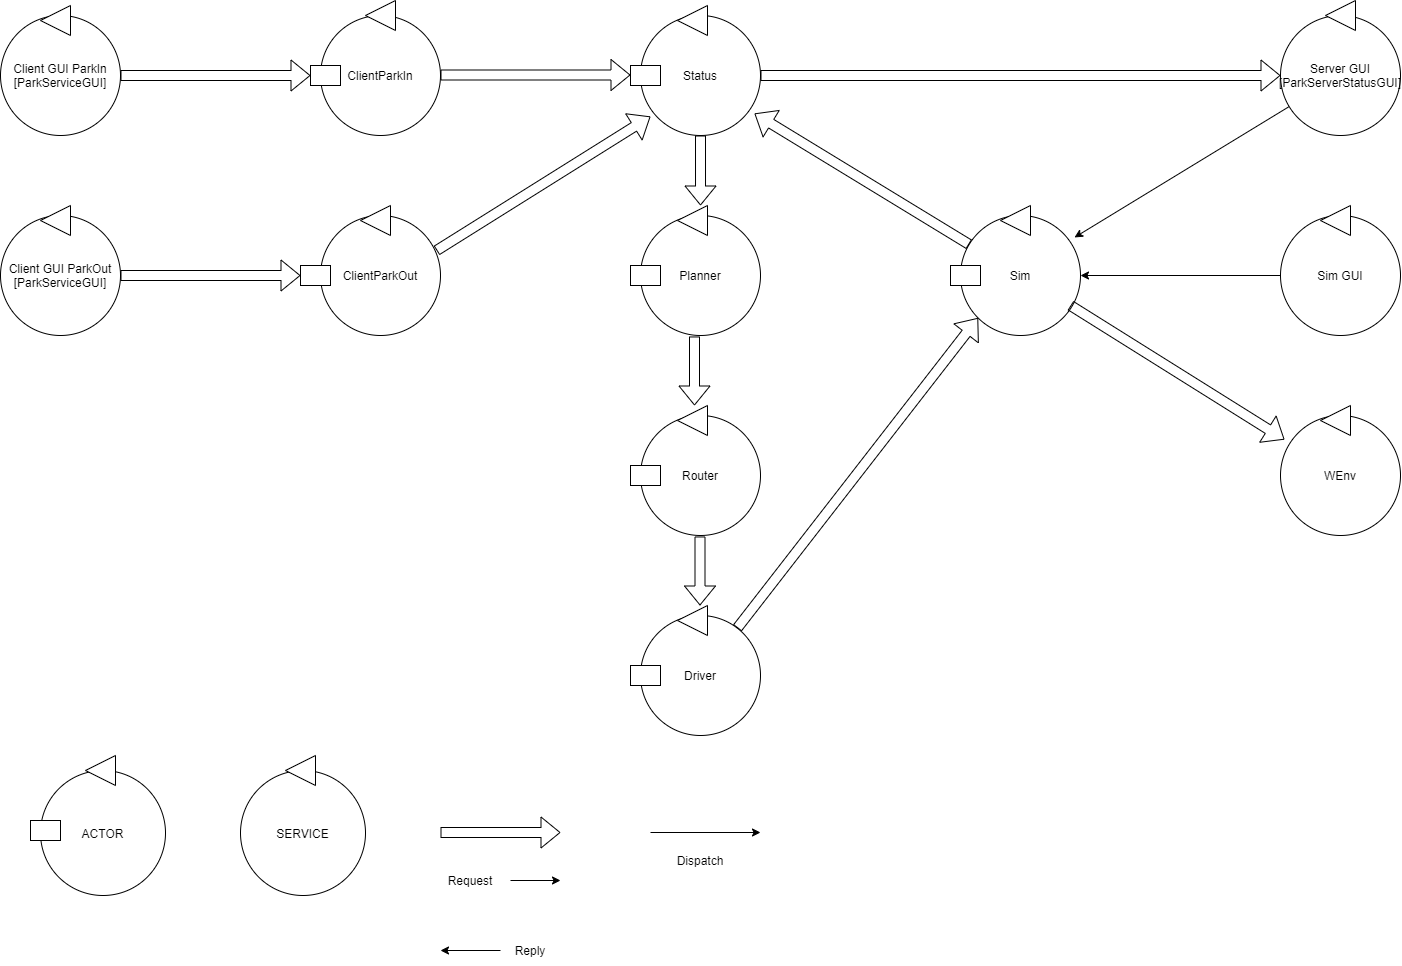 Client GUI ParkIn
[ParkServiceGUI]
ClientParkIn
Status
Server GUI
[ParkServerStatusGUI]
Client GUI ParkOut
[ParkServiceGUI]
ClientParkOut
Planner
Sim
Sim GUI
Router
WEnv
Driver
ACTOR
SERVICE
Request
Dispatch
Reply